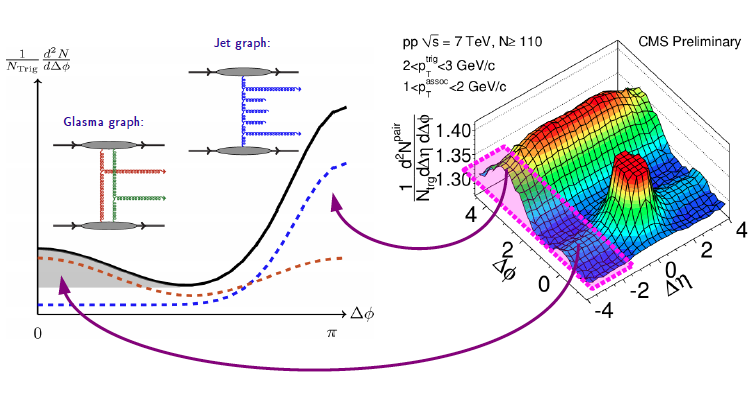 Jet graph:
1/N_Trig d²N/dΔϕ
Glasma graph:
Δϕ
0
π
pp √s = 7 TeV, N≥ 110
CMS Preliminary
2<p_T^trig<3 GeV/c
1<p_T^assoc<2 GeV/c
1/N_trg d²N^pair/dΔη dΔϕ
1.40
1.35
1.30
4
2
0
Δϕ
4
2
0
-2
-4
Δη